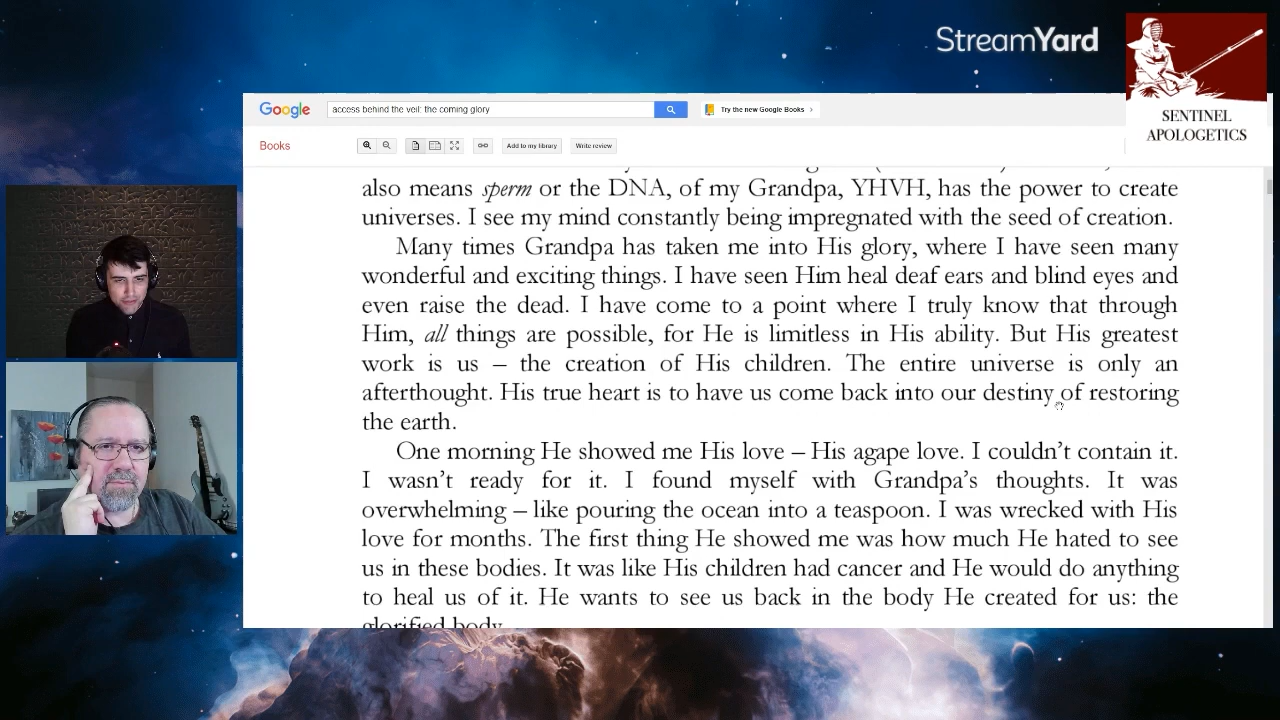 StreamYard
SENTINEL
APOLOGETICS
Google
access behind the veil: the coming glory
Try the new Google Books
Books
Add to my library
Write review
also means sperm or the DNA, of my Grandpa, YHVH, has the power to create
universes. I see my mind constantly being impregnated with the seed of creation.
Many times Grandpa has taken me into His glory, where I have seen many
wonderful and exciting things. I have seen Him heal deaf ears and blind eyes and
even raise the dead. I have come to a point where I truly know that through
Him, all things are possible, for He is limitless in His ability. But His greatest
work is us – the creation of His children. The entire universe is only an
afterthought. His true heart is to have us come back into our destiny of restoring
the earth.
One morning He showed me His love – His agape love. I couldn’t contain it.
I wasn’t ready for it. I found myself with Grandpa’s thoughts. It was
overwhelming – like pouring the ocean into a teaspoon. I was wrecked with His
love for months. The first thing He showed me was how much He hated to see
us in these bodies. It was like His children had cancer and He would do anything
to heal us of it. He wants to see us back in the body He created for us: the
glorified body